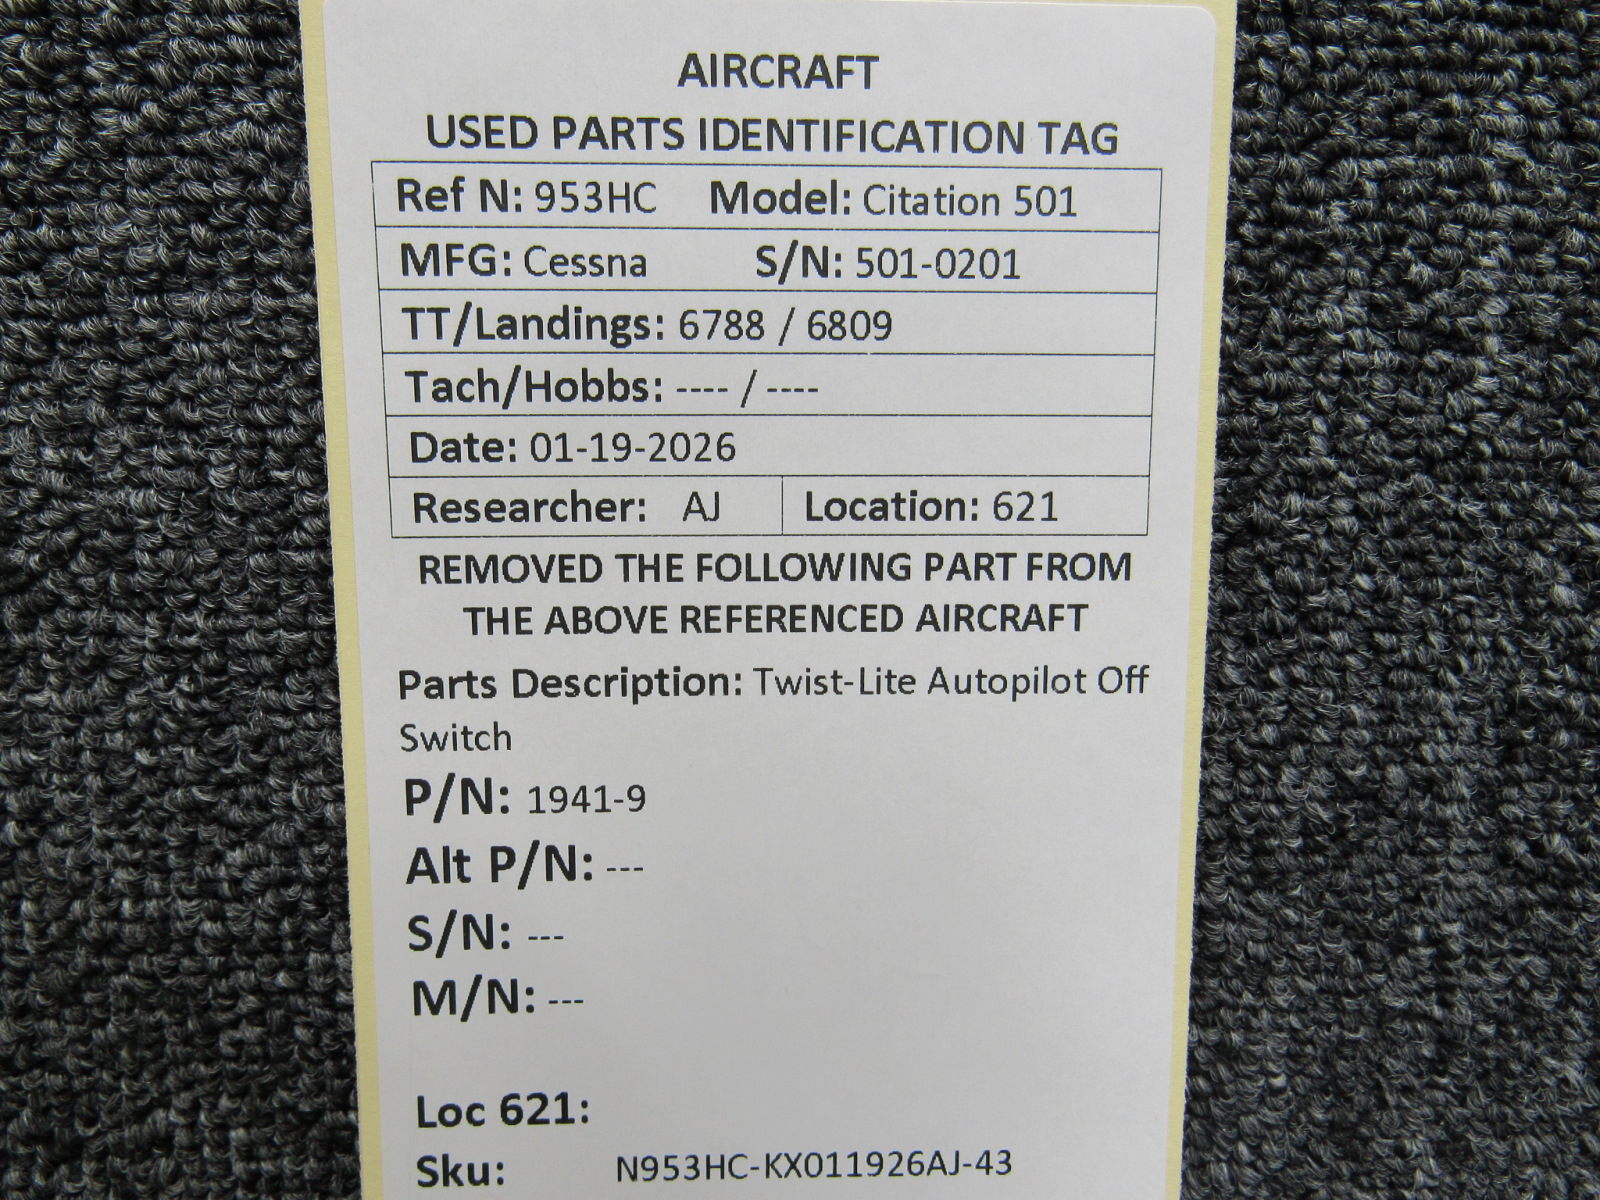 AIRCRAFT
USED PARTS IDENTIFICATION TAG
Ref N: 953HC Model: Citation 501
MFG: Cessna S/N: 501-0201
TT/Landings: 6788 / 6809
Tach/Hobbs: ---- / ----
Date: 01-19-2026
Researcher: AJ Location: 621
REMOVED THE FOLLOWING PART FROM
THE ABOVE REFERENCED AIRCRAFT
Parts Description: Twist-Lite Autopilot Off
Switch
P/N: 1941-9
Alt P/N: ---
S/N: ---
M/N: ---
Loc 621:
Sku: N953HC-KX011926AJ-43